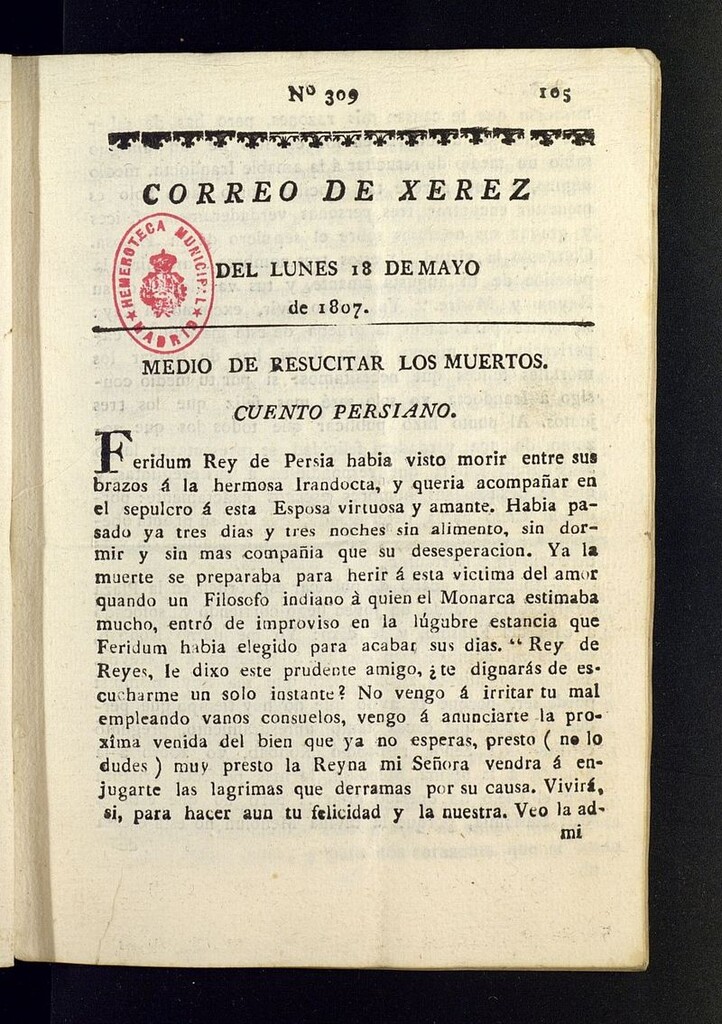 Nº 309 105
CORREO DE XEREZ
HEMEROTECA MUNICIPAL
MADRID
DEL LUNES 18 DE MAYO
de 1807.
MEDIO DE RESUCITAR LOS MUERTOS.
CUENTO PERSIANO.
Feridum Rey de Persia habia visto morir entre sus
brazos á la hermosa Irandocta, y queria acompañar en
el sepulcro á esta Esposa virtuosa y amante. Habia pa-
sado ya tres dias y tres noches sin alimento, sin dor-
mir y sin mas compañia que su desesperacion. Ya la
muerte se preparaba para herir á esta victima del amor
quando un Filosofo indiano à quien el Monarca estimaba
mucho, entró de improviso en la lúgubre estancia que
Feridum habia elegido para acabar sus dias. “ Rey de
Reyes, le dixo este prudente amigo, ¿te dignarás de es-
cucharme un solo instante? No vengo á irritar tu mal
empleando vanos consuelos, vengo á anunciarte la pro-
xîma venida del bien que ya no esperas, presto ( no lo
dudes ) muy presto la Reyna mi Señora vendra á en-
jugarte las lagrimas que derramas por su causa. Vivirá,
si, para hacer aun tu felicidad y la nuestra. Veo la ad-
mi